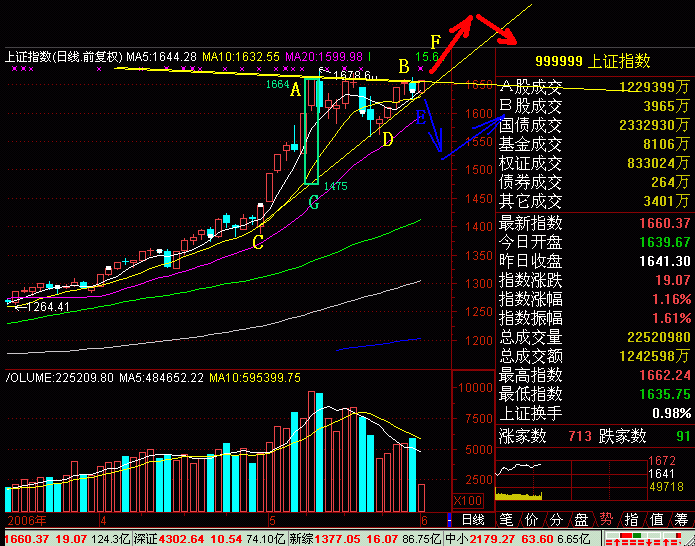 上证指数(日线.前复权) MA5:1644.28 MA10:1632.55 MA20:1599.98
15.6
1678.6
1664
A
B
F
E
D
C
G
1475
←1264.41
1650
1600
1550
1500
1450
1400
1350
1300
1250
1200
VOLUME:225209.80 MA5:484652.22 MA10:595399.75
10000
7500
5000
2500
X100
2006年 4 5 6 日线
999999 上证指数
A股成交 1229399万
B股成交 3965万
国债成交 2332930万
基金成交 8106万
权证成交 833024万
债券成交 264万
其它成交 3401万
最新指数 1660.37
今日开盘 1639.67
昨日收盘 1641.30
指数涨跌 19.07
指数涨幅 1.16%
指数振幅 1.61%
总成交量 22520980
总成交额 1242598万
最高指数 1662.24
最低指数 1635.75
上证换手 0.98%
涨家数 713 跌家数 91
1672
1641
49718
笔 价 分 盘 势 指 值 筹
1660.37 19.07 124.3亿 深证 4302.64 10.54 74.10亿 新综 1377.05 16.07 86.75亿 中小 2179.27 63.60 6.65亿